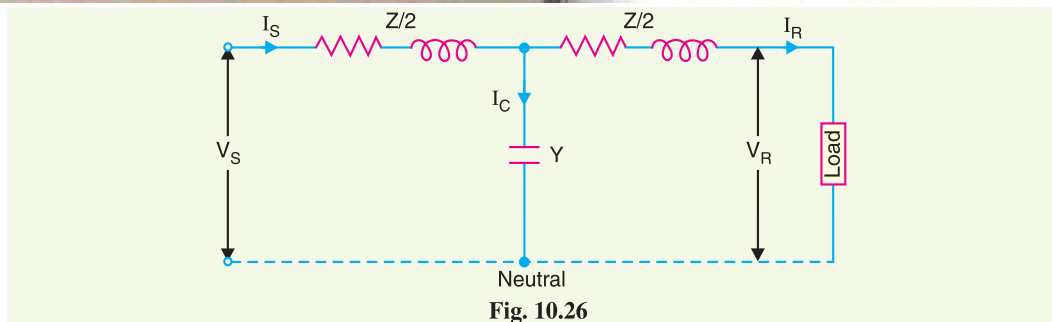 I_S Z/2 Z/2 I_R
I_C
V_S Y V_R Load
Neutral
Fig. 10.26